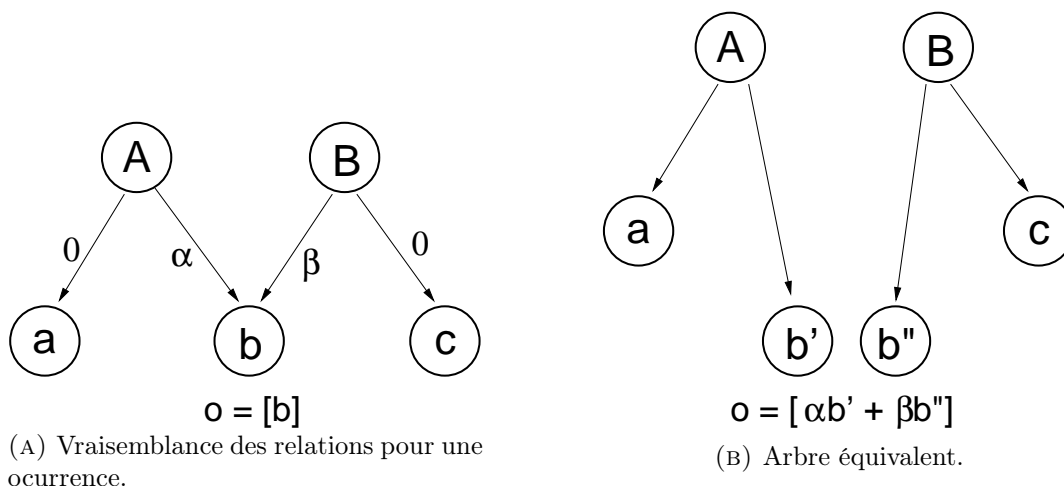 A B
0 α β 0
a b c
o = [b]
(A) Vraisemblance des relations pour une
ocurrence.
A B
a c
b' b"
o = [ αb' + βb"]
(B) Arbre équivalent.